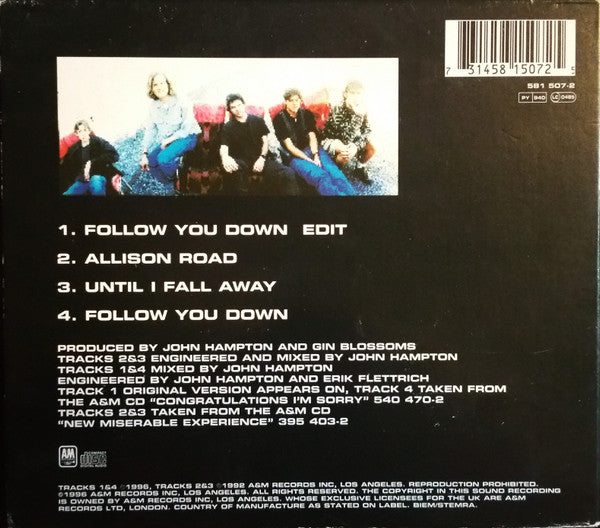 7 31458 15072 5
581 507-2
PY 940 LC 0485
1. FOLLOW YOU DOWN EDIT
2. ALLISON ROAD
3. UNTIL I FALL AWAY
4. FOLLOW YOU DOWN
PRODUCED BY JOHN HAMPTON AND GIN BLOSSOMS
TRACKS 2&3 ENGINEERED AND MIXED BY JOHN HAMPTON
TRACKS 1&4 MIXED BY JOHN HAMPTON
ENGINEERED BY JOHN HAMPTON AND ERIK FLETTRICH
TRACK 1 ORIGINAL VERSION APPEARS ON, TRACK 4 TAKEN FROM
THE A&M CD "CONGRATULATIONS I'M SORRY" 540 470-2
TRACKS 2&3 TAKEN FROM THE A&M CD
"NEW MISERABLE EXPERIENCE" 395 403-2
A&M COMPACT disc DIGITAL AUDIO
TRACKS 1&4 ℗1996, TRACKS 2&3 ℗1992 A&M RECORDS INC, LOS ANGELES. REPRODUCTION PROHIBITED.
©1996 A&M RECORDS INC, LOS ANGELES. ALL RIGHTS RESERVED. THE COPYRIGHT IN THIS SOUND RECORDING
IS OWNED BY A&M RECORDS INC, LOS ANGELES. WHOSE EXCLUSIVE LICENSEES FOR THE UK ARE A&M
RECORDS LTD, LONDON. COUNTRY OF MANUFACTURE AS STATED ON LABEL. BIEM/STEMRA.